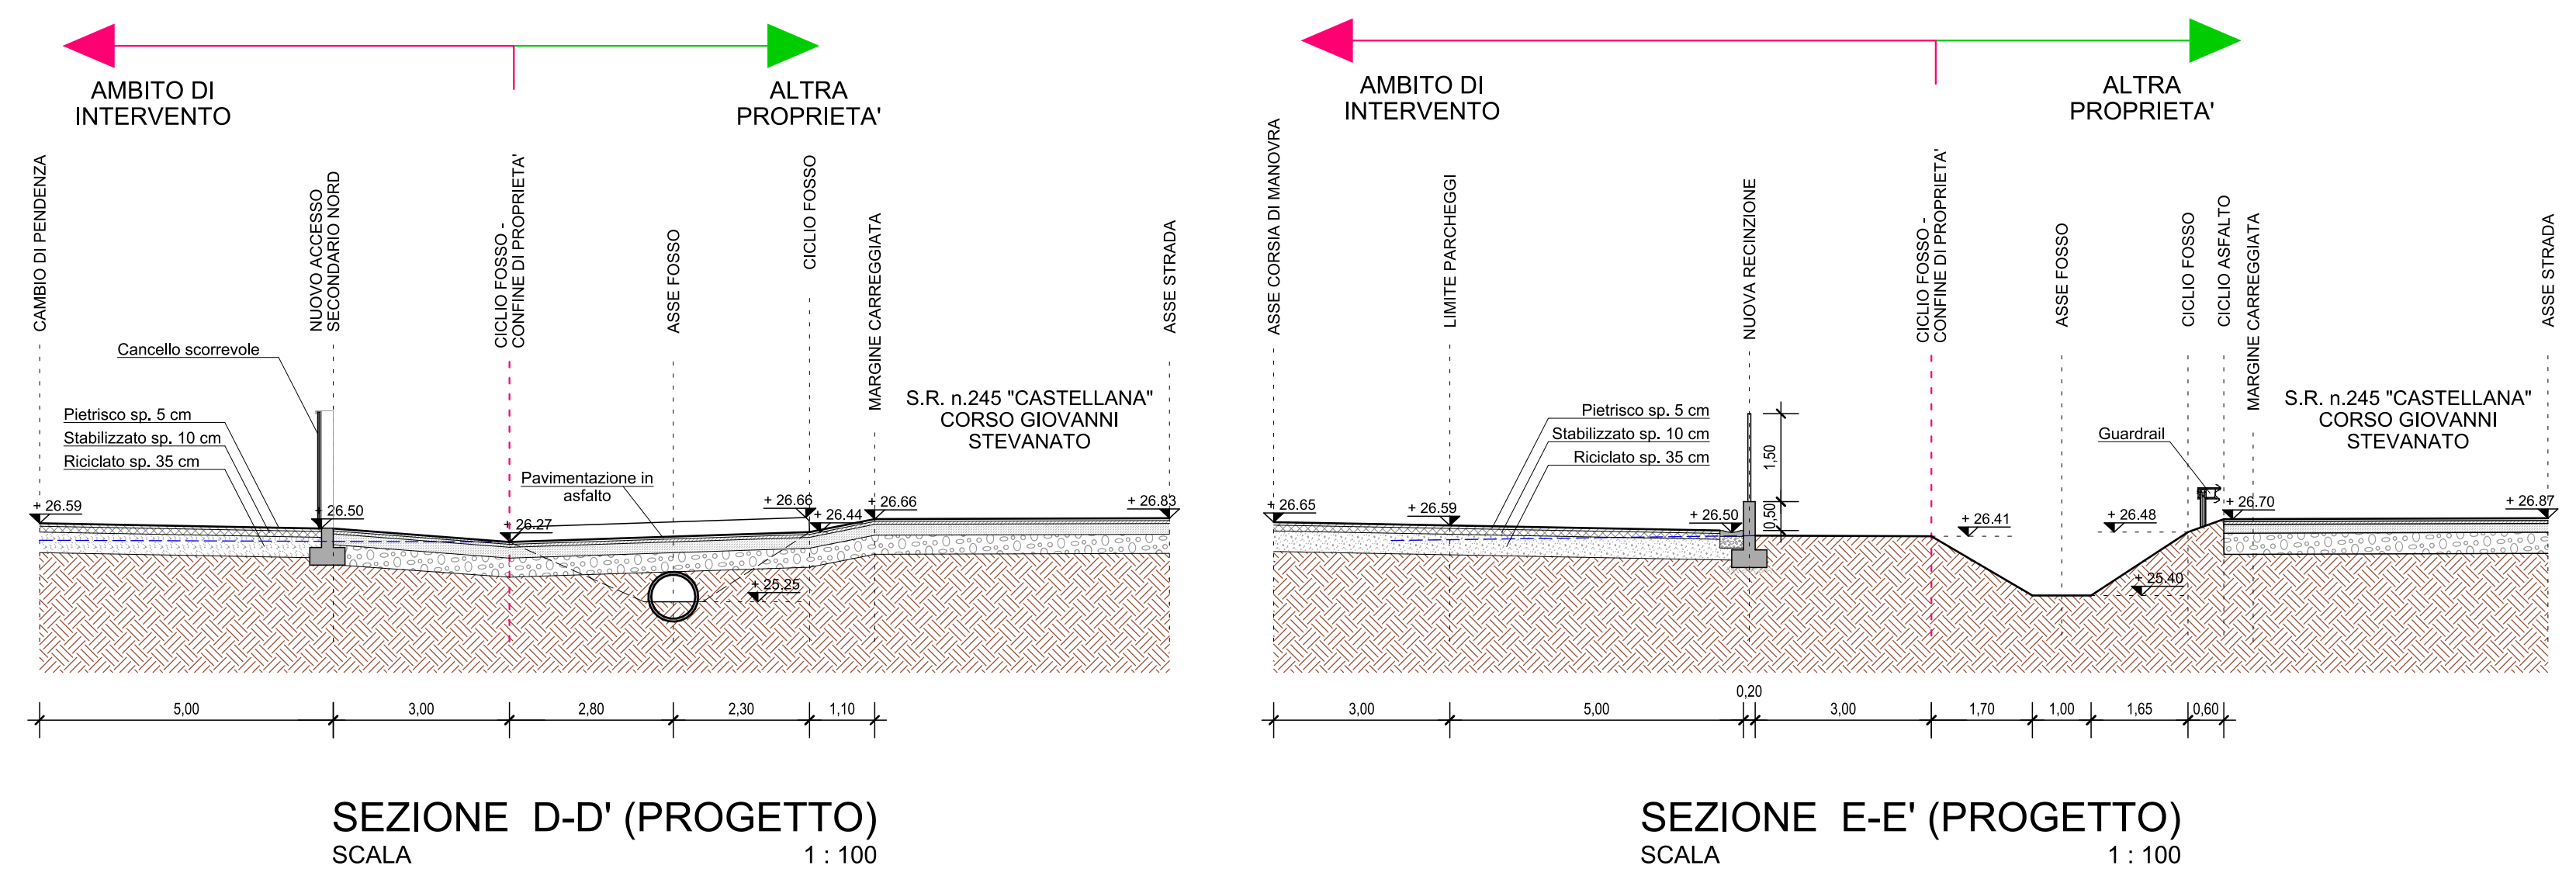 AMBITO DI
INTERVENTO
ALTRA
PROPRIETA'
CAMBIO DI PENDENZA
NUOVO ACCESSO
SECONDARIO NORD
CICLIO FOSSO -
CONFINE DI PROPRIETA'
ASSE FOSSO
CICLIO FOSSO
MARGINE CARREGGIATA
ASSE STRADA
Cancello scorrevole
Pietrisco sp. 5 cm
Stabilizzato sp. 10 cm
Riciclato sp. 35 cm
Pavimentazione in
asfalto
S.R. n.245 "CASTELLANA"
CORSO GIOVANNI
STEVANATO
+ 26.59
+ 26.50
+ 26.27
+ 26.66
+ 26.44
+ 26.66
+ 26.83
+ 25.25
5,00
3,00
2,80
2,30
1,10
SEZIONE D-D' (PROGETTO)
SCALA 1 : 100
AMBITO DI
INTERVENTO
ALTRA
PROPRIETA'
ASSE CORSIA DI MANOVRA
LIMITE PARCHEGGI
NUOVA RECINZIONE
CICLIO FOSSO -
CONFINE DI PROPRIETA'
ASSE FOSSO
CICLIO FOSSO
CICLIO ASFALTO
MARGINE CARREGGIATA
ASSE STRADA
Pietrisco sp. 5 cm
Stabilizzato sp. 10 cm
Riciclato sp. 35 cm
1,50
0,50
Guardrail
S.R. n.245 "CASTELLANA"
CORSO GIOVANNI
STEVANATO
+ 26.65
+ 26.59
+ 26.50
+ 26.41
+ 26.48
+ 26.70
+ 26.87
+ 25.40
3,00
5,00
0,20
3,00
1,70
1,00
1,65
0,60
SEZIONE E-E' (PROGETTO)
SCALA 1 : 100